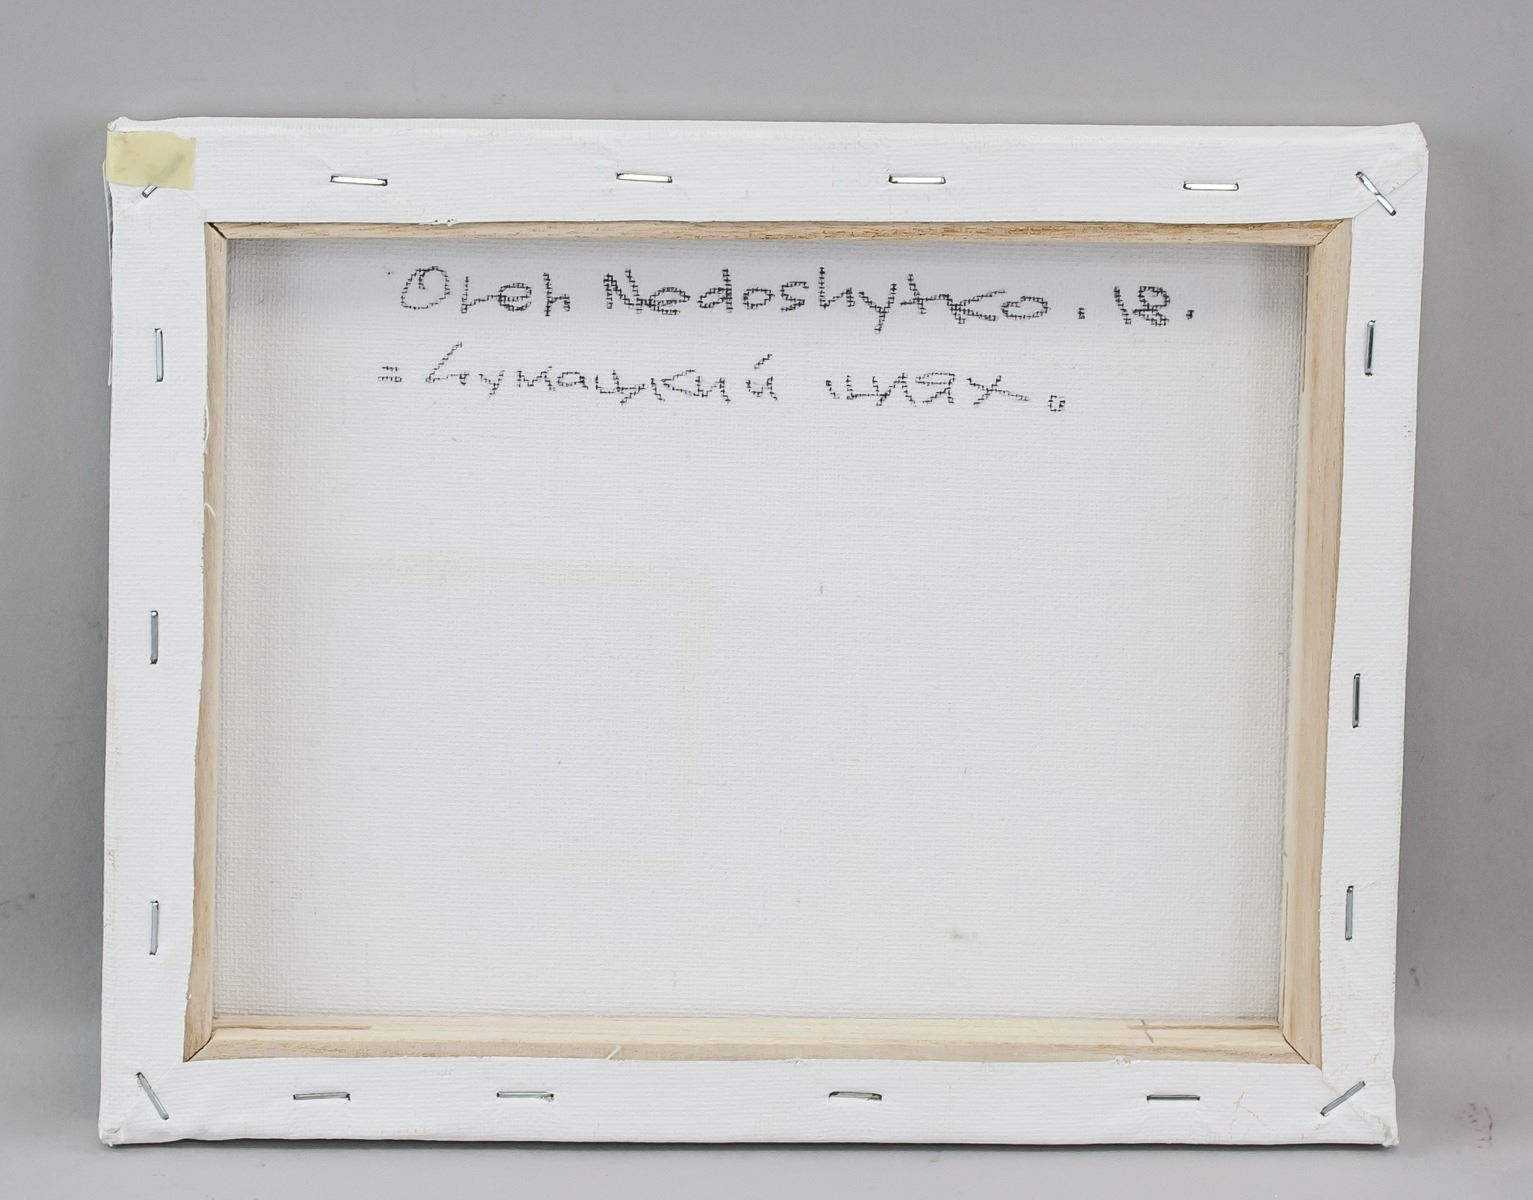 Oleh Nedoshytko. 18.
"Чумацький шлях".